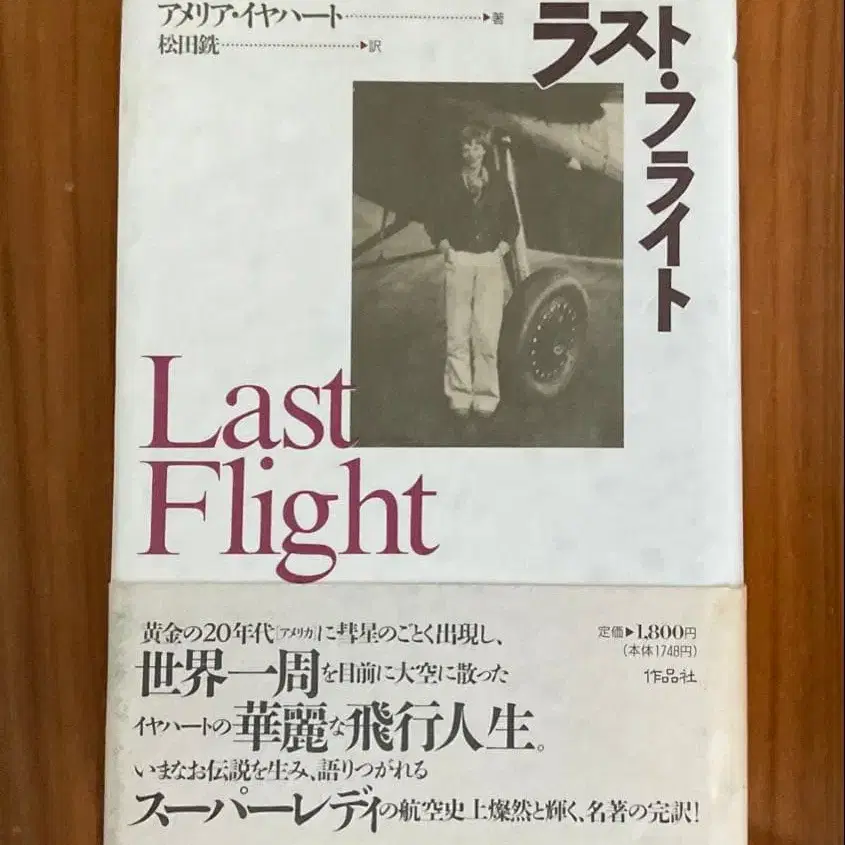 アメリア・イヤハート……………▶著
松田銑……………▶訳
ラスト・フライト
Last
Flight
黄金の20年代[アメリカ]に彗星のごとく出現し、
世界一周を目前に大空に散った
イヤハートの華麗な飛行人生。
いまなお伝説を生み、語りつがれる
スーパーレディの航空史上燦然と輝く、名著の完訳!
定価▶1,800円
(本体1748円)
作品社